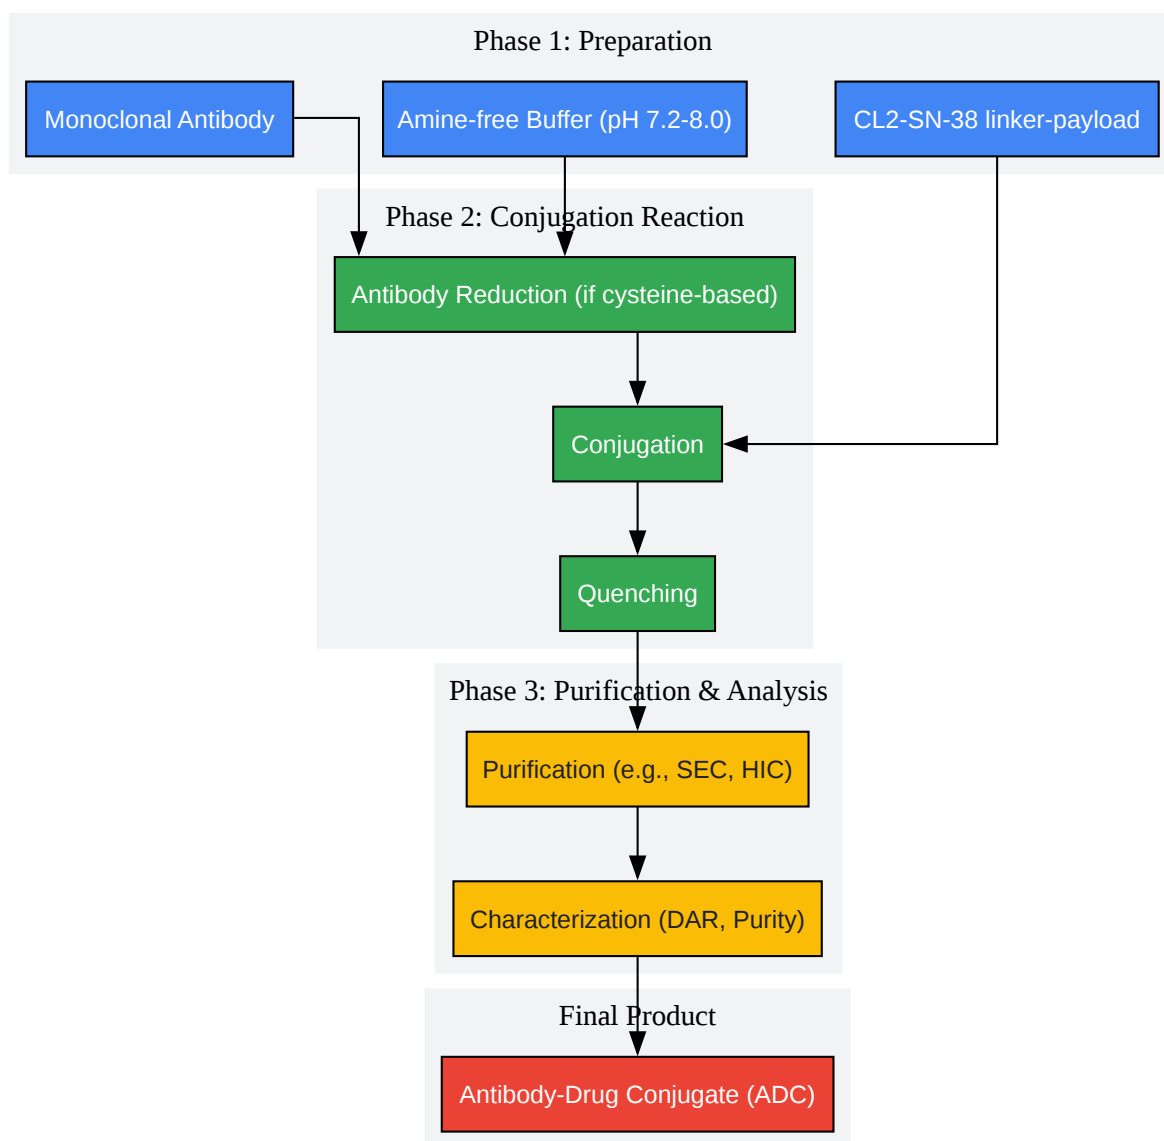 Phase 1: Preparation
Monoclonal Antibody
Amine-free Buffer (pH 7.2-8.0)
CL2-SN-38 linker-payload
Phase 2: Conjugation Reaction
Antibody Reduction (if cysteine-based)
Conjugation
Quenching
Phase 3: Purification & Analysis
Purification (e.g., SEC, HIC)
Characterization (DAR, Purity)
Final Product
Antibody-Drug Conjugate (ADC)